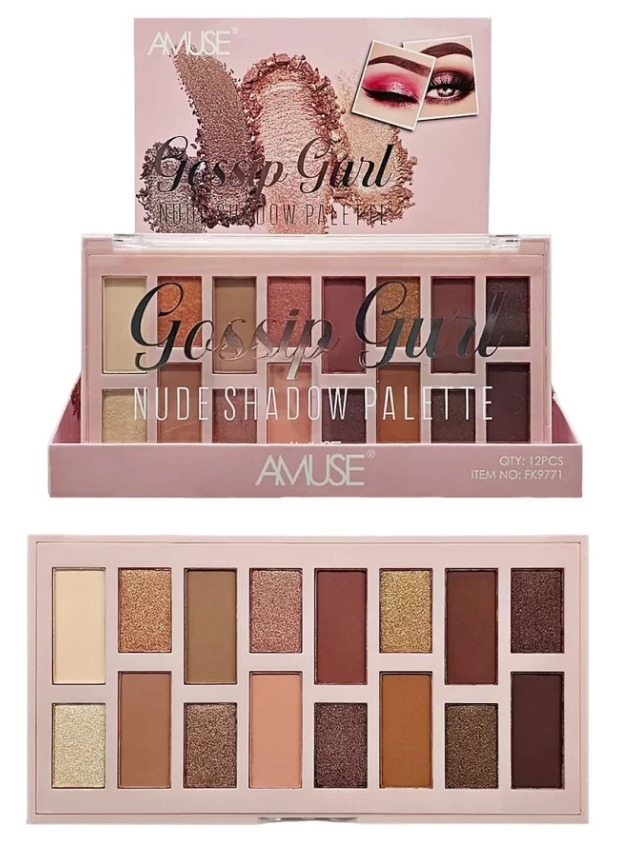 AMUSE®
Gossip Gurl
NUDE SHADOW PALETTE
Gossip Gurl
NUDE SHADOW PALETTE
AMUSE®
QTY: 12PCS
ITEM NO: FK9771